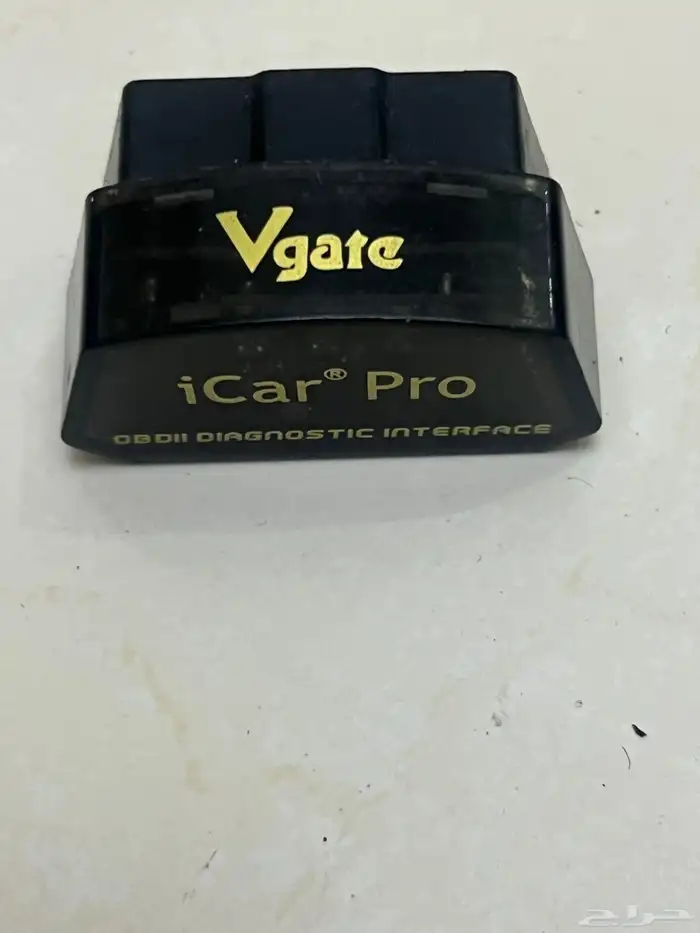 Vgate
iCar® Pro
OBDII DIAGNOSTIC INTERFACE
حراج